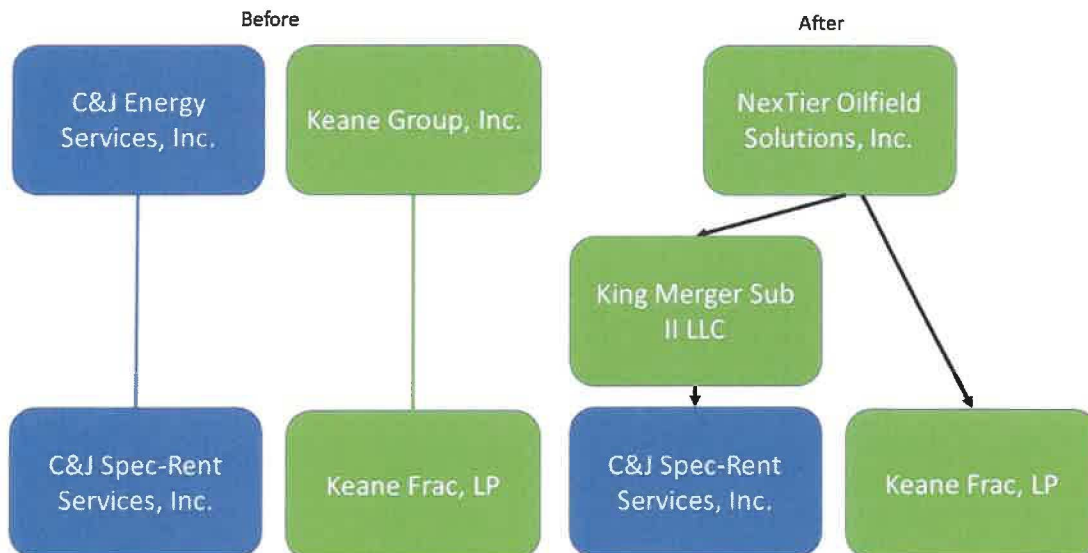 Before
After
C&J Energy
Services, Inc.
Keane Group, Inc.
NexTier Oilfield
Solutions, Inc.
King Merger Sub
II LLC
C&J Spec-Rent
Services, Inc.
Keane Frac, LP
C&J Spec-Rent
Services, Inc.
Keane Frac, LP